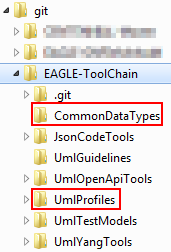 git
EAGLE-ToolChain
.git
CommonDataTypes
JsonCodeTools
UmlGuidelines
UmlOpenApiTools
UmlProfiles
UmlTestModels
UmlYangTools